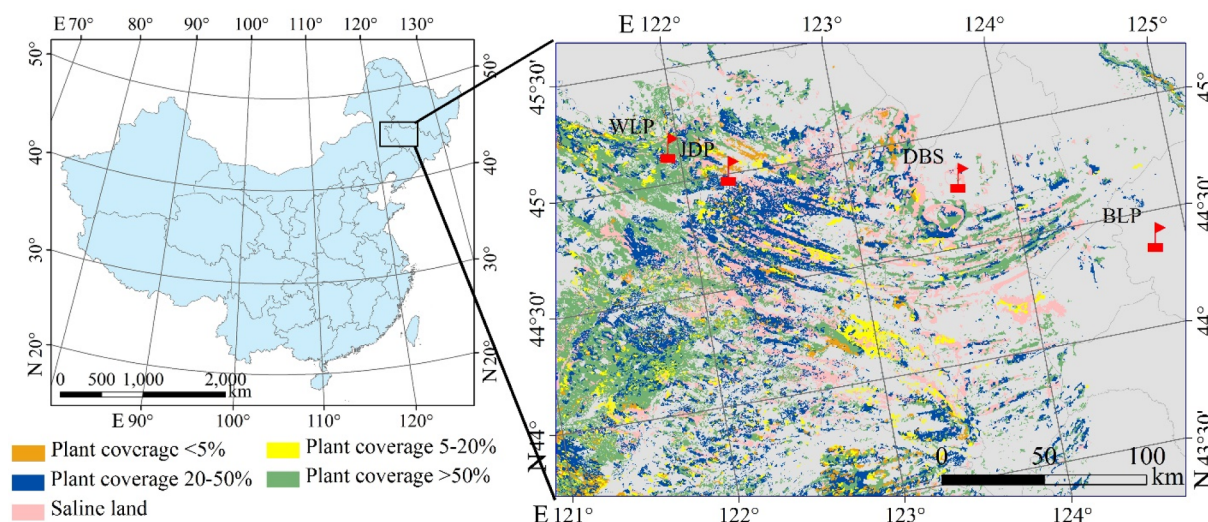 E 70° 80° 90° 100° 110° 120° 130°
50°
50°
40°
40°
30°
30°
20°
N 20°
N
0 500 1,000 2,000
km
E 90° 100° 110° 120°
Plant coverage <5%
Plant coverage 5-20%
Plant coverage 20-50%
Plant coverage >50%
Saline land
E 122° 123° 124° 125°
45°30'
45°
WLP
IDP
DBS
44°30'
45°
BLP
44°30'
44°
N 44°
43°30'
N
0 50 100
km
E 121° 122° 123° 124°